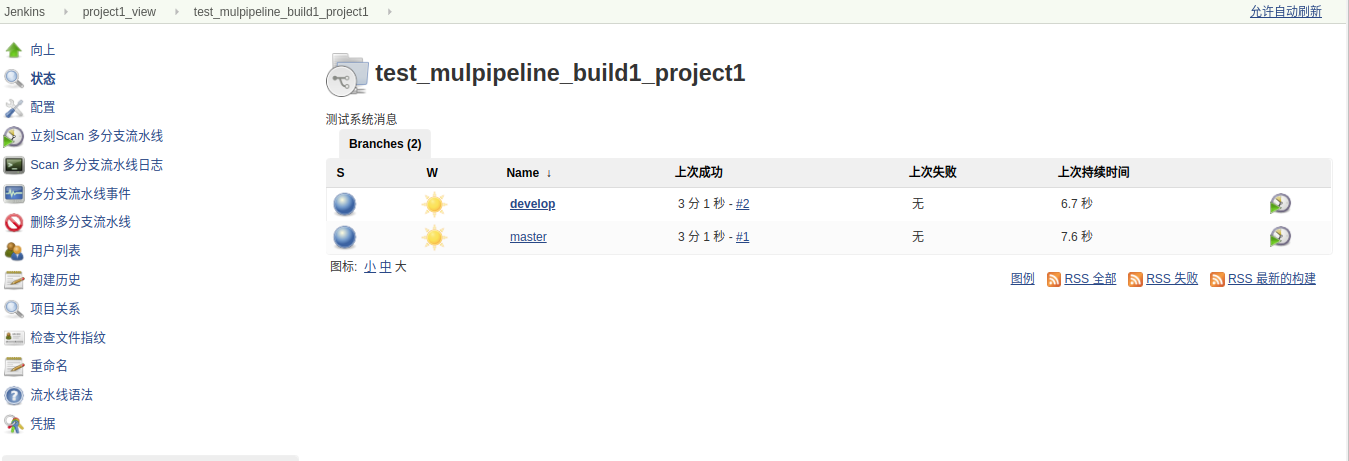 Jenkins project1_view test_mulpipeline_build1_project1 允许自动刷新
向上
状态
配置
立刻Scan 多分支流水线
Scan 多分支流水线日志
多分支流水线事件
删除多分支流水线
用户列表
构建历史
项目关系
检查文件指纹
重命名
流水线语法
凭据
test_mulpipeline_build1_project1
测试系统消息
Branches (2)
S W Name ↓ 上次成功 上次失败 上次持续时间
develop 3 分 1 秒 - #2 无 6.7 秒
master 3 分 1 秒 - #1 无 7.6 秒
图标: 小 中 大
图例 RSS 全部 RSS 失败 RSS 最新的构建